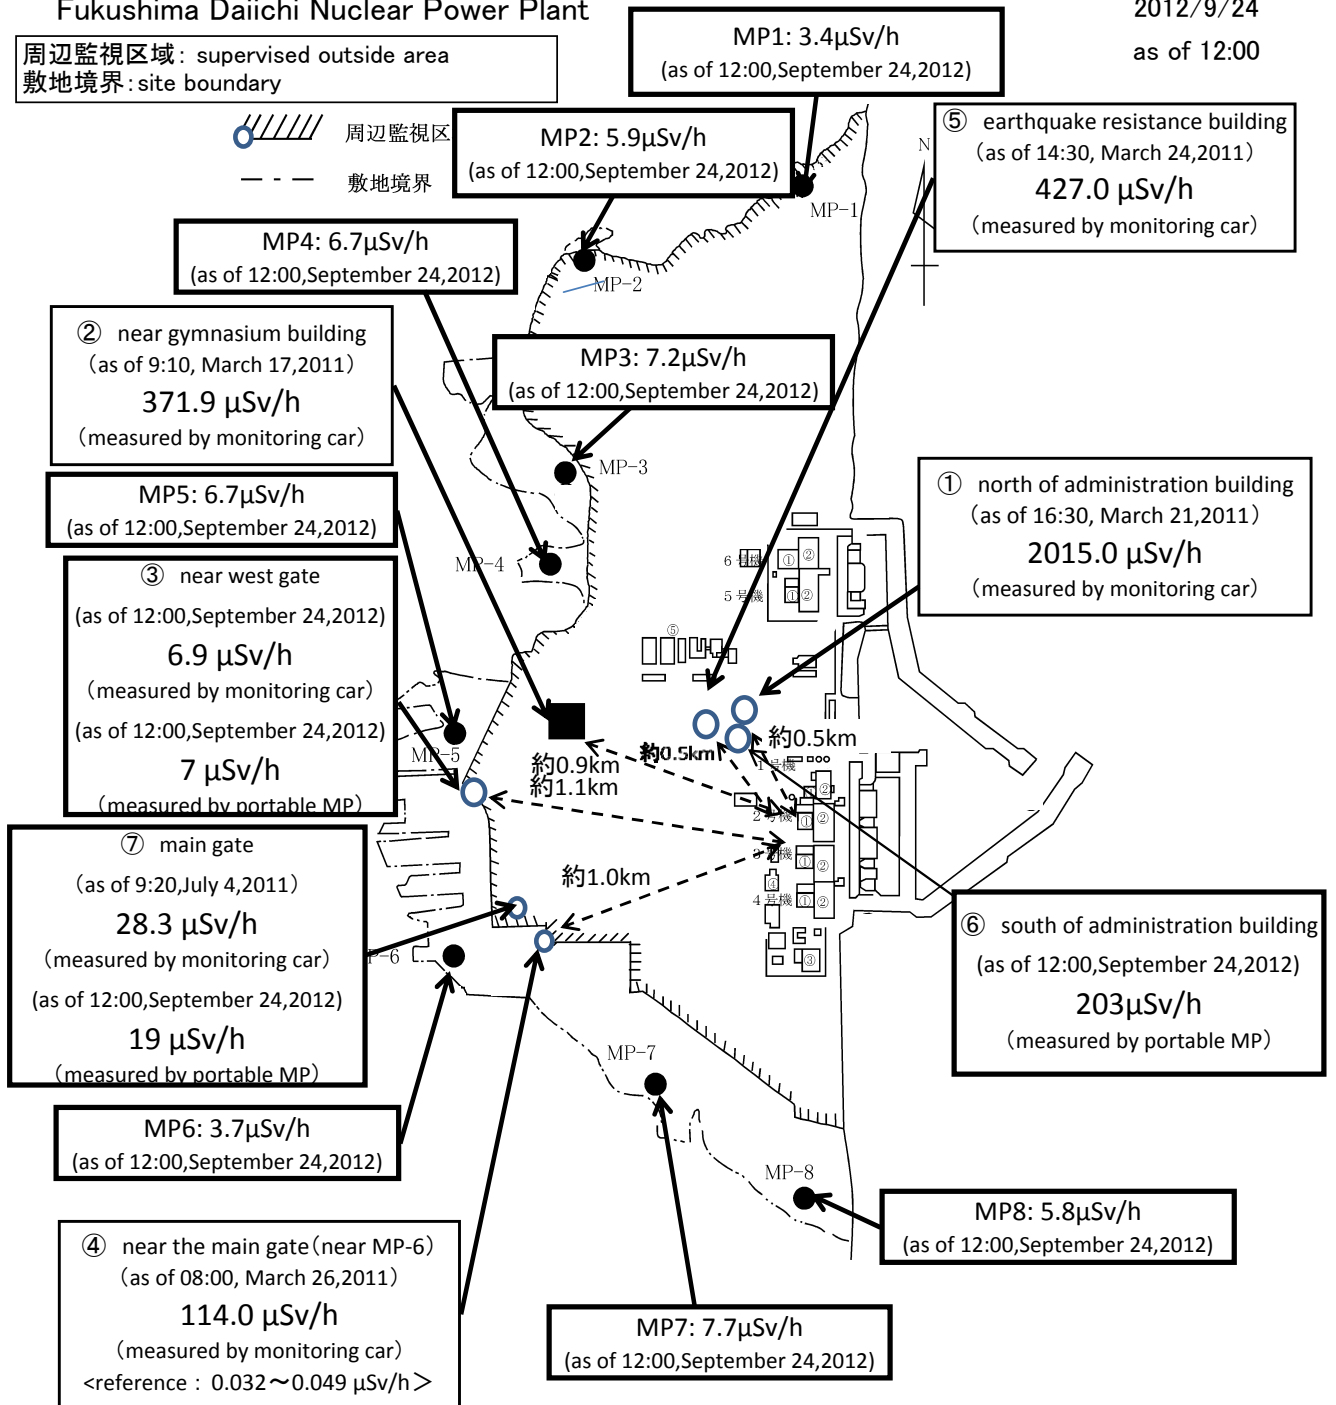 Fukushima Daiichi Nuclear Power Plant
2012/9/24
as of 12:00
周辺監視区域: supervised outside area
敷地境界:site boundary
周辺監視区
敷地境界
N
MP1: 3.4μSv/h
(as of 12:00,September 24,2012)
MP-1
MP2: 5.9μSv/h
(as of 12:00,September 24,2012)
MP-2
⑤ earthquake resistance building
(as of 14:30, March 24,2011)
427.0 μSv/h
(measured by monitoring car)
MP4: 6.7μSv/h
(as of 12:00,September 24,2012)
② near gymnasium building
(as of 9:10, March 17,2011)
371.9 μSv/h
(measured by monitoring car)
MP3: 7.2μSv/h
(as of 12:00,September 24,2012)
MP-3
MP5: 6.7μSv/h
(as of 12:00,September 24,2012)
MP-4
① north of administration building
(as of 16:30, March 21,2011)
2015.0 μSv/h
(measured by monitoring car)
③ near west gate
(as of 12:00,September 24,2012)
6.9 μSv/h
(measured by monitoring car)
(as of 12:00,September 24,2012)
7 μSv/h
(measured by portable MP)
MP-5
6号機
① ②
5号機
① ②
⑤
約0.5km
約0.5km
約0.9km
約1.1km
1号機
②
2号機
① ②
3号機
① ②
④
4号機
① ②
③
約1.0km
⑦ main gate
(as of 9:20,July 4,2011)
28.3 μSv/h
(measured by monitoring car)
(as of 12:00,September 24,2012)
19 μSv/h
(measured by portable MP)
P-6
⑥ south of administration building
(as of 12:00,September 24,2012)
203μSv/h
(measured by portable MP)
MP-7
MP6: 3.7μSv/h
(as of 12:00,September 24,2012)
MP-8
MP8: 5.8μSv/h
(as of 12:00,September 24,2012)
④ near the main gate(near MP-6)
(as of 08:00, March 26,2011)
114.0 μSv/h
(measured by monitoring car)
<reference : 0.032～0.049 μSv/h＞
MP7: 7.7μSv/h
(as of 12:00,September 24,2012)